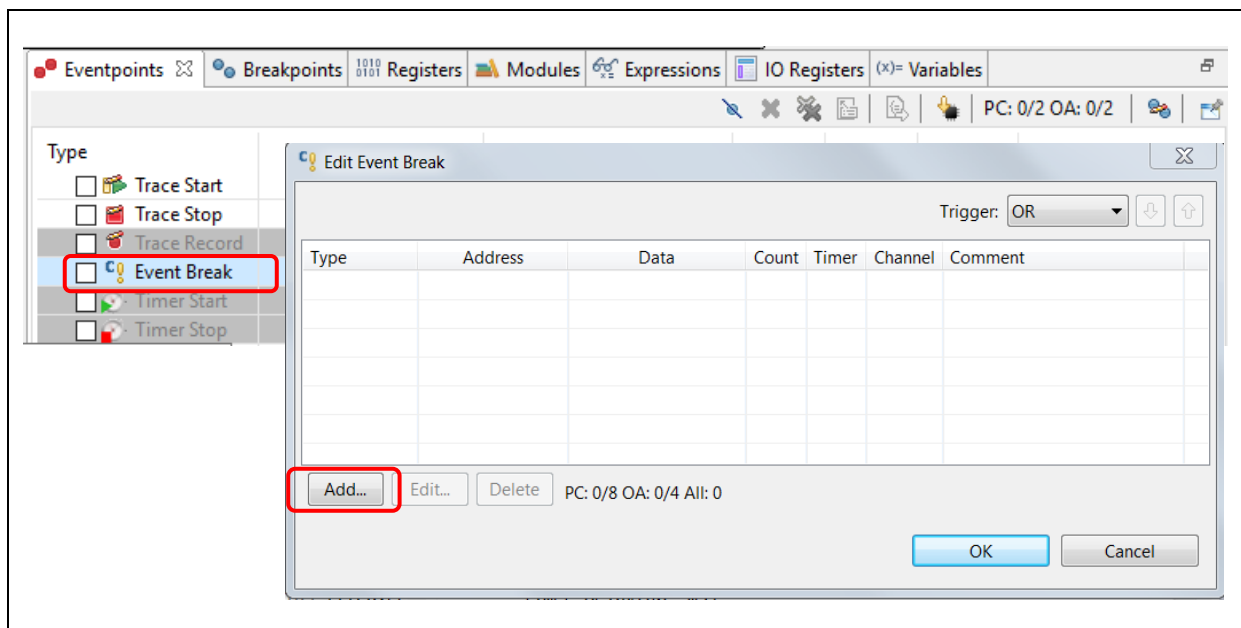 Eventpoints Breakpoints 1010 0101 Registers Modules Expressions IO Registers (x)= Variables
PC: 0/2 OA: 0/2
Type
Trace Start
Trace Stop
Trace Record
Event Break
Timer Start
Timer Stop
Edit Event Break
Trigger: OR
Type Address Data Count Timer Channel Comment
Add... Edit... Delete PC: 0/8 OA: 0/4 All: 0
OK Cancel